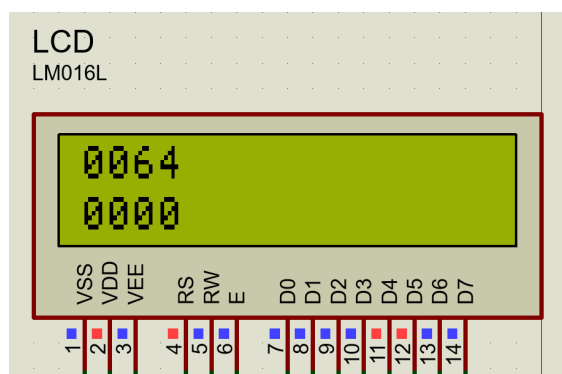 LCD
LM016L
0064
0000
VSS VDD VEE RS RW E D0 D1 D2 D3 D4 D5 D6 D7
1 2 3 4 5 6 7 8 9 10 11 12 13 14